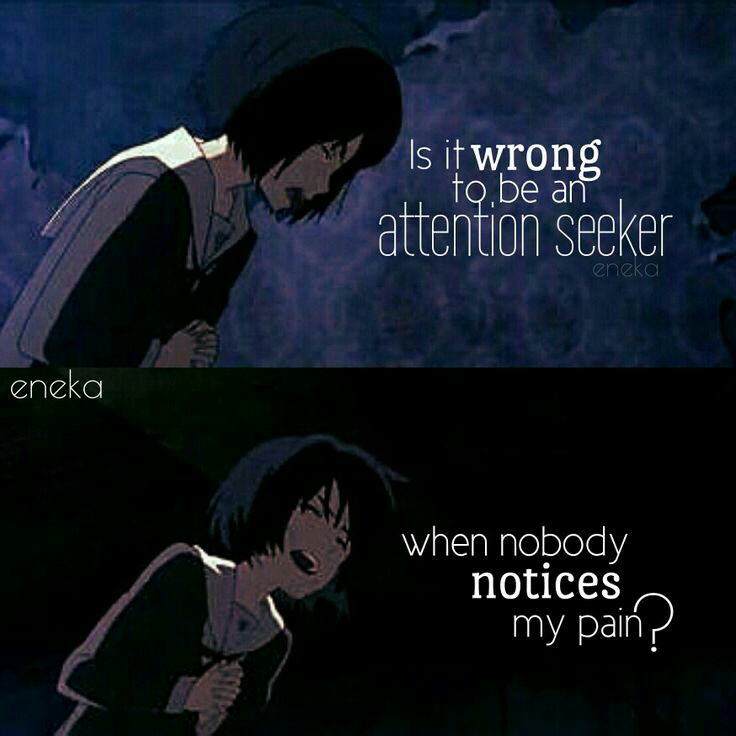 Is it wrong
to be an
attention seeker
eneka
eneka
when nobody
notices
my pain?